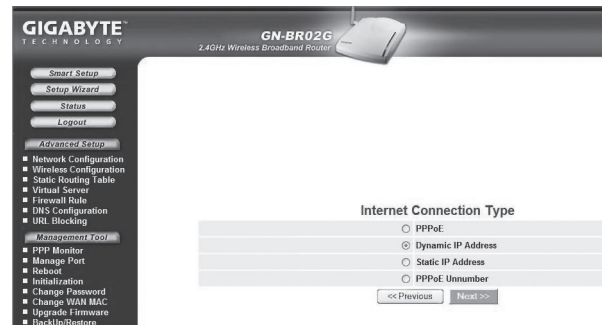 GIGABYTE™
TECHNOLOGY
GN-BR02G
2.4GHz Wireless Broadband Router
Smart Setup
Setup Wizard
Status
Logout
Advanced Setup
Network Configuration
Wireless Configuration
Static Routing Table
Virtual Server
Firewall Rule
DNS Configuration
URL Blocking
Management Tool
PPP Monitor
Manage Port
Reboot
Initialization
Change Password
Change WAN MAC
Upgrade Firmware
BackUp/Restore
Internet Connection Type
PPPoE
Dynamic IP Address
Static IP Address
PPPoE Unnumber
<< Previous
Next >>